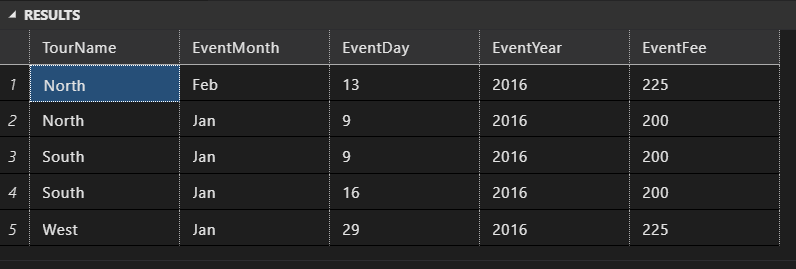 RESULTS
TourName EventMonth EventDay EventYear EventFee
1 North Feb 13 2016 225
2 North Jan 9 2016 200
3 South Jan 9 2016 200
4 South Jan 16 2016 200
5 West Jan 29 2016 225